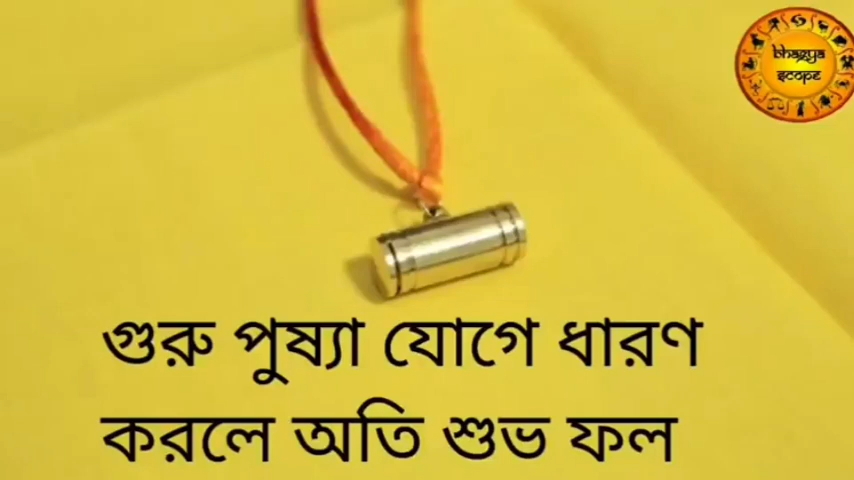 bhagya
scope
গুরু পুষ্যা যোগে ধারণ
করলে অতি শুভ ফল